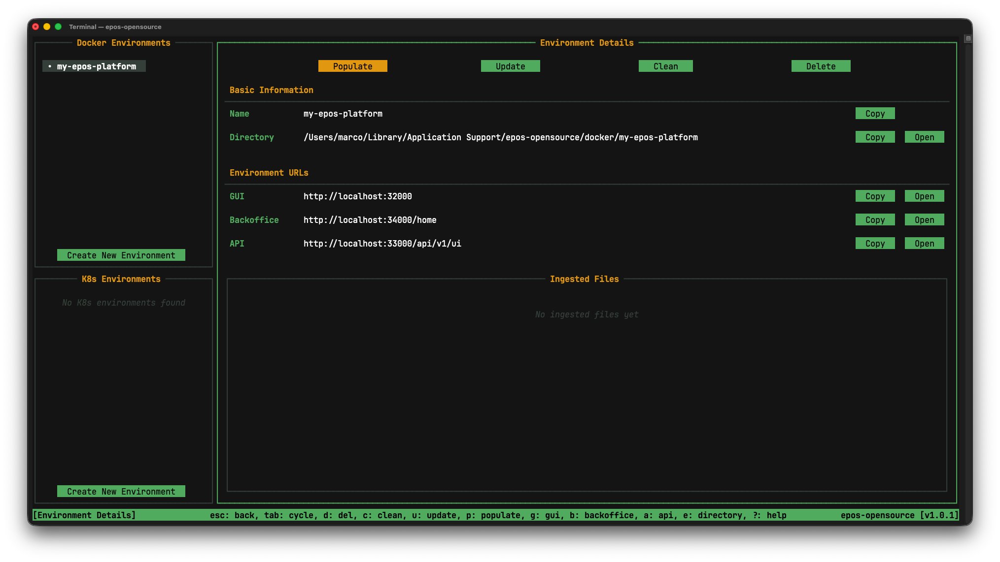 Terminal — epos-opensource
Docker Environments
• my-epos-platform
Create New Environment
K8s Environments
No K8s environments found
Create New Environment
Environment Details
Populate Update Clean Delete
Basic Information
Name my-epos-platform Copy
Directory /Users/marco/Library/Application Support/epos-opensource/docker/my-epos-platform Copy Open
Environment URLs
GUI http://localhost:32000 Copy Open
Backoffice http://localhost:34000/home Copy Open
API http://localhost:33000/api/v1/ui Copy Open
Ingested Files
No ingested files yet
[Environment Details] esc: back, tab: cycle, d: del, c: clean, u: update, p: populate, g: gui, b: backoffice, a: api, e: directory, ?: help epos-opensource [v1.0.1]